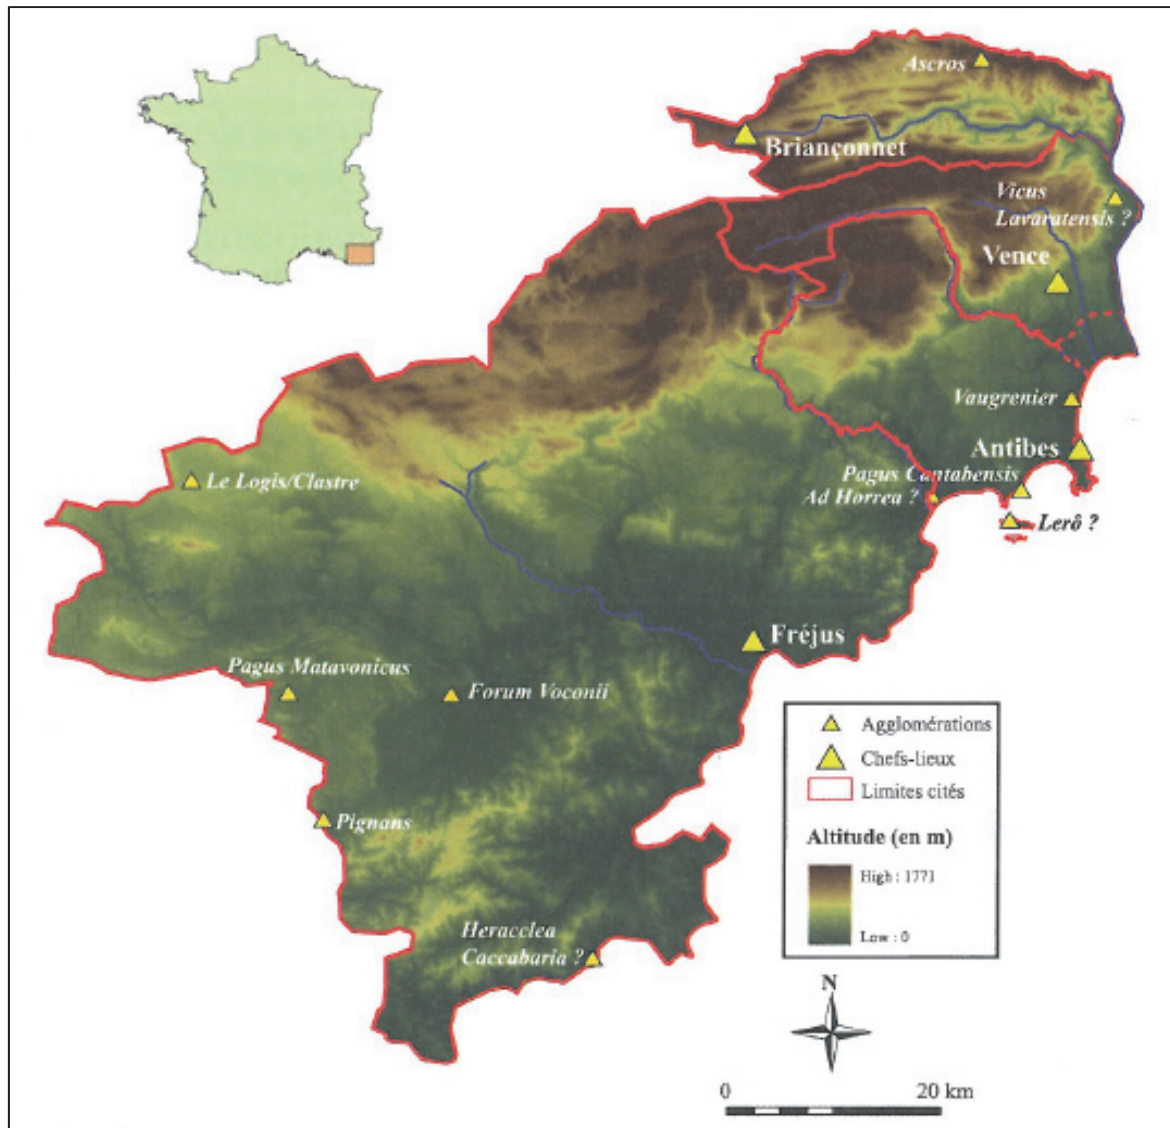 Ascros
Briançonnet
Vicus
Lavaratensis ?
Vence
Vaugrenier
Antibes
Pagus Cantabensis
Ad Horrea ?
Lerô ?
Le Logis/Clastre
Fréjus
Pagus Matavonicus
Forum Voconii
Pignans
Heracclea
Caccabaria ?
Agglomérations
Chefs-lieux
Limites cités
Altitude (en m)
High : 1771
Low : 0
N
0 20 km